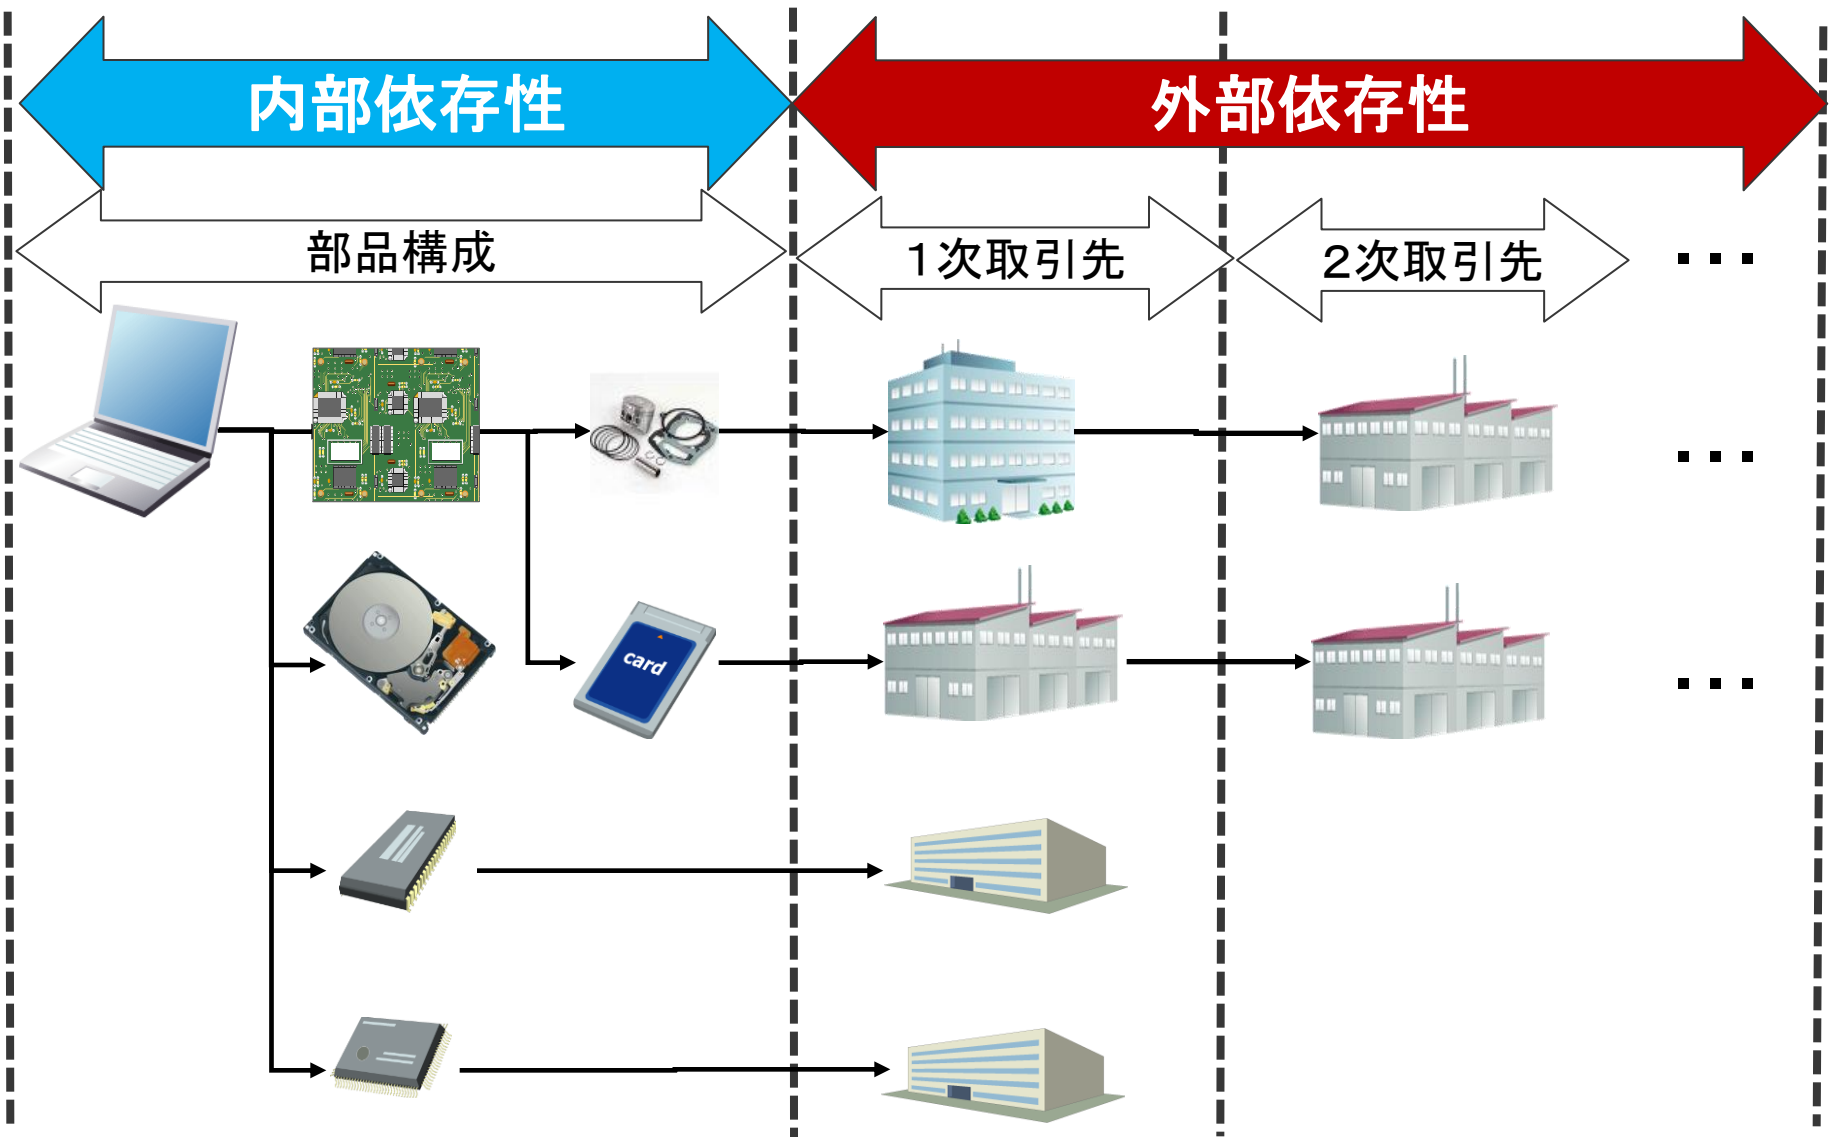 内部依存性
外部依存性
部品構成
１次取引先
２次取引先
・・・
・・・
card
・・・